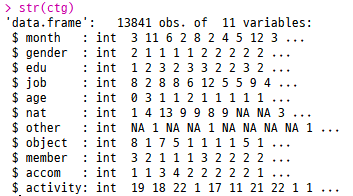 > str(ctg)
'data.frame':   13841 obs. of  11 variables:
 $ month   : int  3 11 6 2 8 2 4 5 12 3 ...
 $ gender  : int  2 1 1 1 1 2 2 2 2 2 ...
 $ edu     : int  1 2 3 2 3 3 2 2 3 2 ...
 $ job     : int  8 2 8 8 6 12 5 5 9 4 ...
 $ age     : int  0 3 1 1 2 1 1 1 1 1 ...
 $ nat     : int  1 4 13 9 9 8 9 NA NA 3 ...
 $ other   : int  NA 1 NA NA 1 NA NA NA NA 1 ...
 $ object  : int  8 1 7 5 1 1 1 1 5 1 ...
 $ member  : int  3 2 1 1 1 3 2 2 2 2 ...
 $ accom   : int  1 1 3 4 2 2 2 2 2 1 ...
 $ activity: int  19 18 22 1 17 11 21 22 1 1 ...